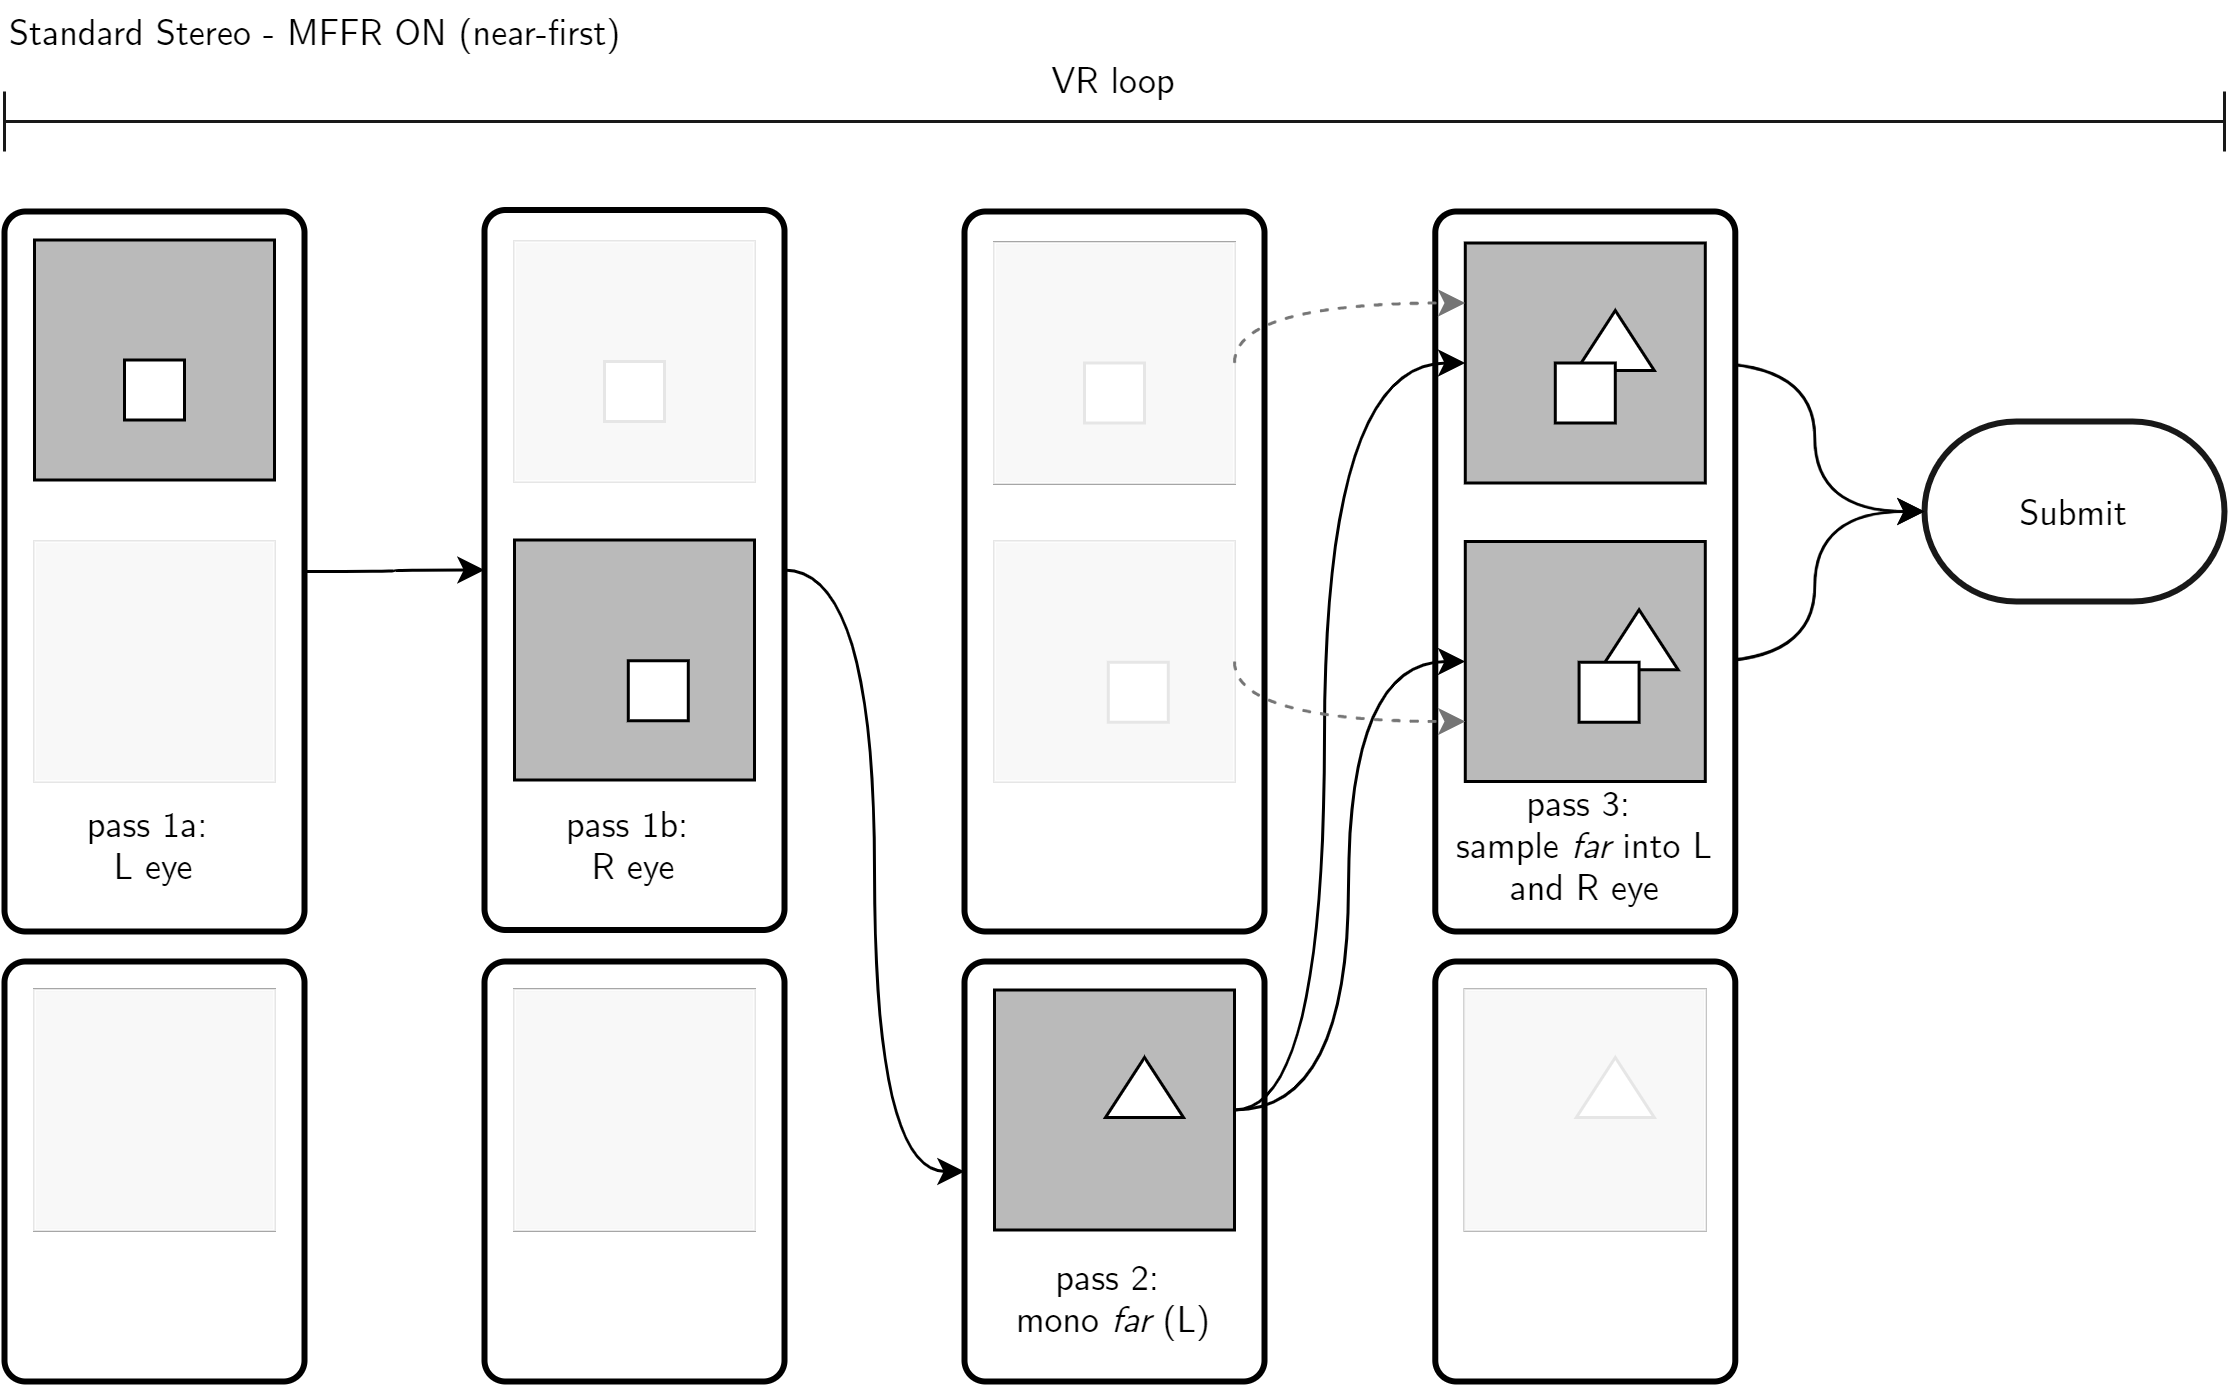 Standard Stereo - MFFR ON (near-first)
VR loop
pass 1a:
L eye
pass 1b:
R eye
pass 2:
mono far (L)
pass 3:
sample far into L
and R eye
Submit